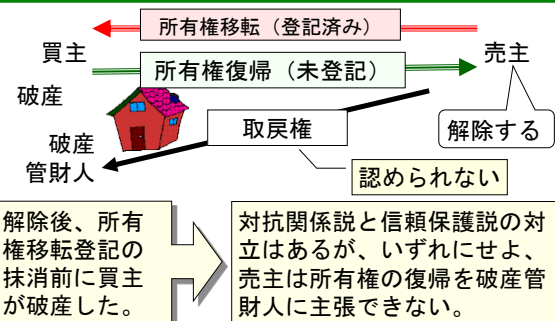 所有権移転（登記済み）
買主
売主
所有権復帰（未登記）
破産
取戻権
解除する
破産
管財人
認められない
解除後、所有
権移転登記の
抹消前に買主
が破産した。
対抗関係説と信頼保護説の対
立はあるが、いずれにせよ、
売主は所有権の復帰を破産管
財人に主張できない。